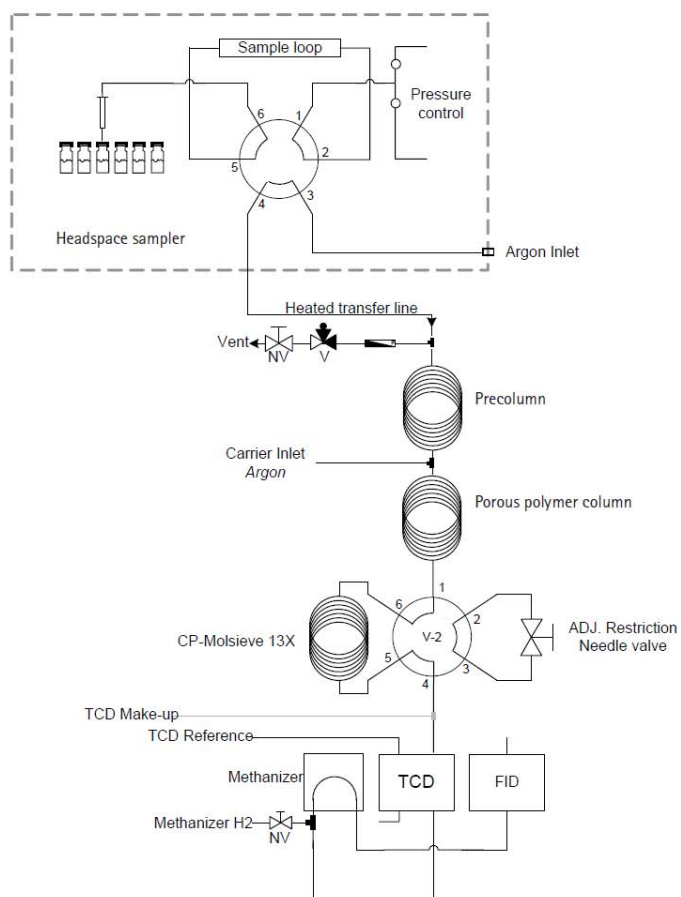 Sample loop
6
1
Pressure
control
5
2
4
3
Headspace sampler
Argon Inlet
Heated transfer line
Vent
NV
V
Precolumn
Carrier Inlet
Argon
Porous polymer column
1
6
2
V-2
CP-Molsieve 13X
ADJ. Restriction
Needle valve
5
3
4
TCD Make-up
TCD Reference
Methanizer
TCD
FID
Methanizer H2
NV